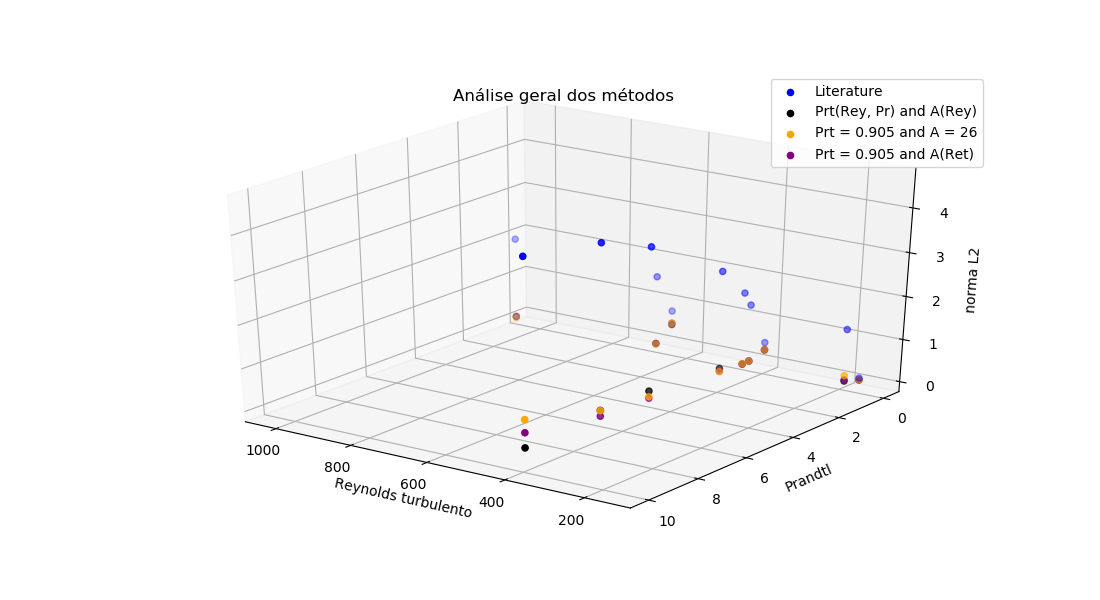 Análise geral dos métodos
Literature
Prt(Rey, Pr) and A(Rey)
Prt = 0.905 and A = 26
Prt = 0.905 and A(Ret)
4
3
2
1
0
norma L2
0
2
4
6
8
10
Prandtl
1000
800
600
400
200
Reynolds turbulento